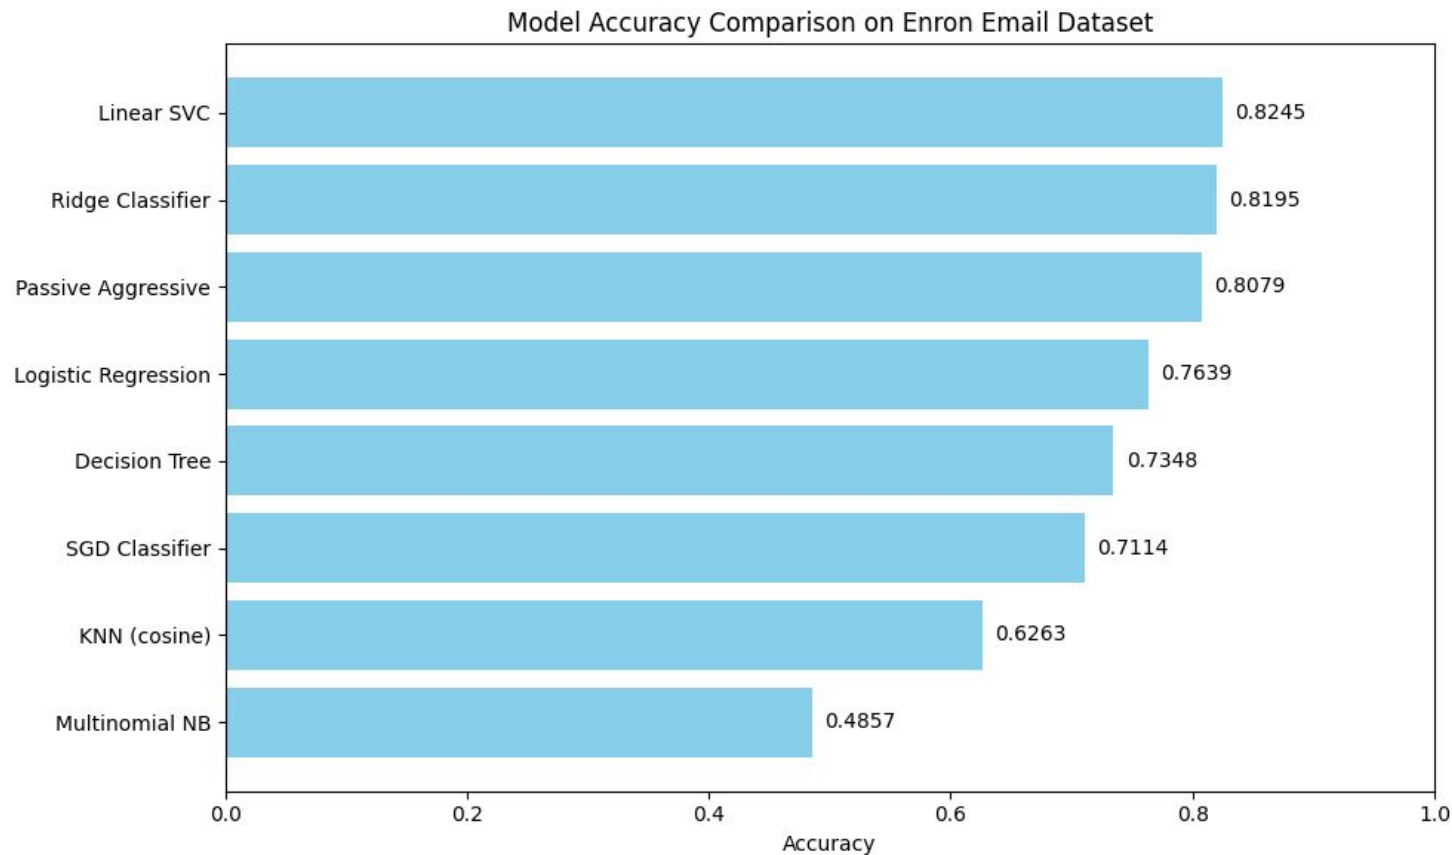 Model Accuracy Comparison on Enron Email Dataset
Linear SVC 0.8245
Ridge Classifier 0.8195
Passive Aggressive 0.8079
Logistic Regression 0.7639
Decision Tree 0.7348
SGD Classifier 0.7114
KNN (cosine) 0.6263
Multinomial NB 0.4857
0.0 0.2 0.4 0.6 0.8 1.0
Accuracy